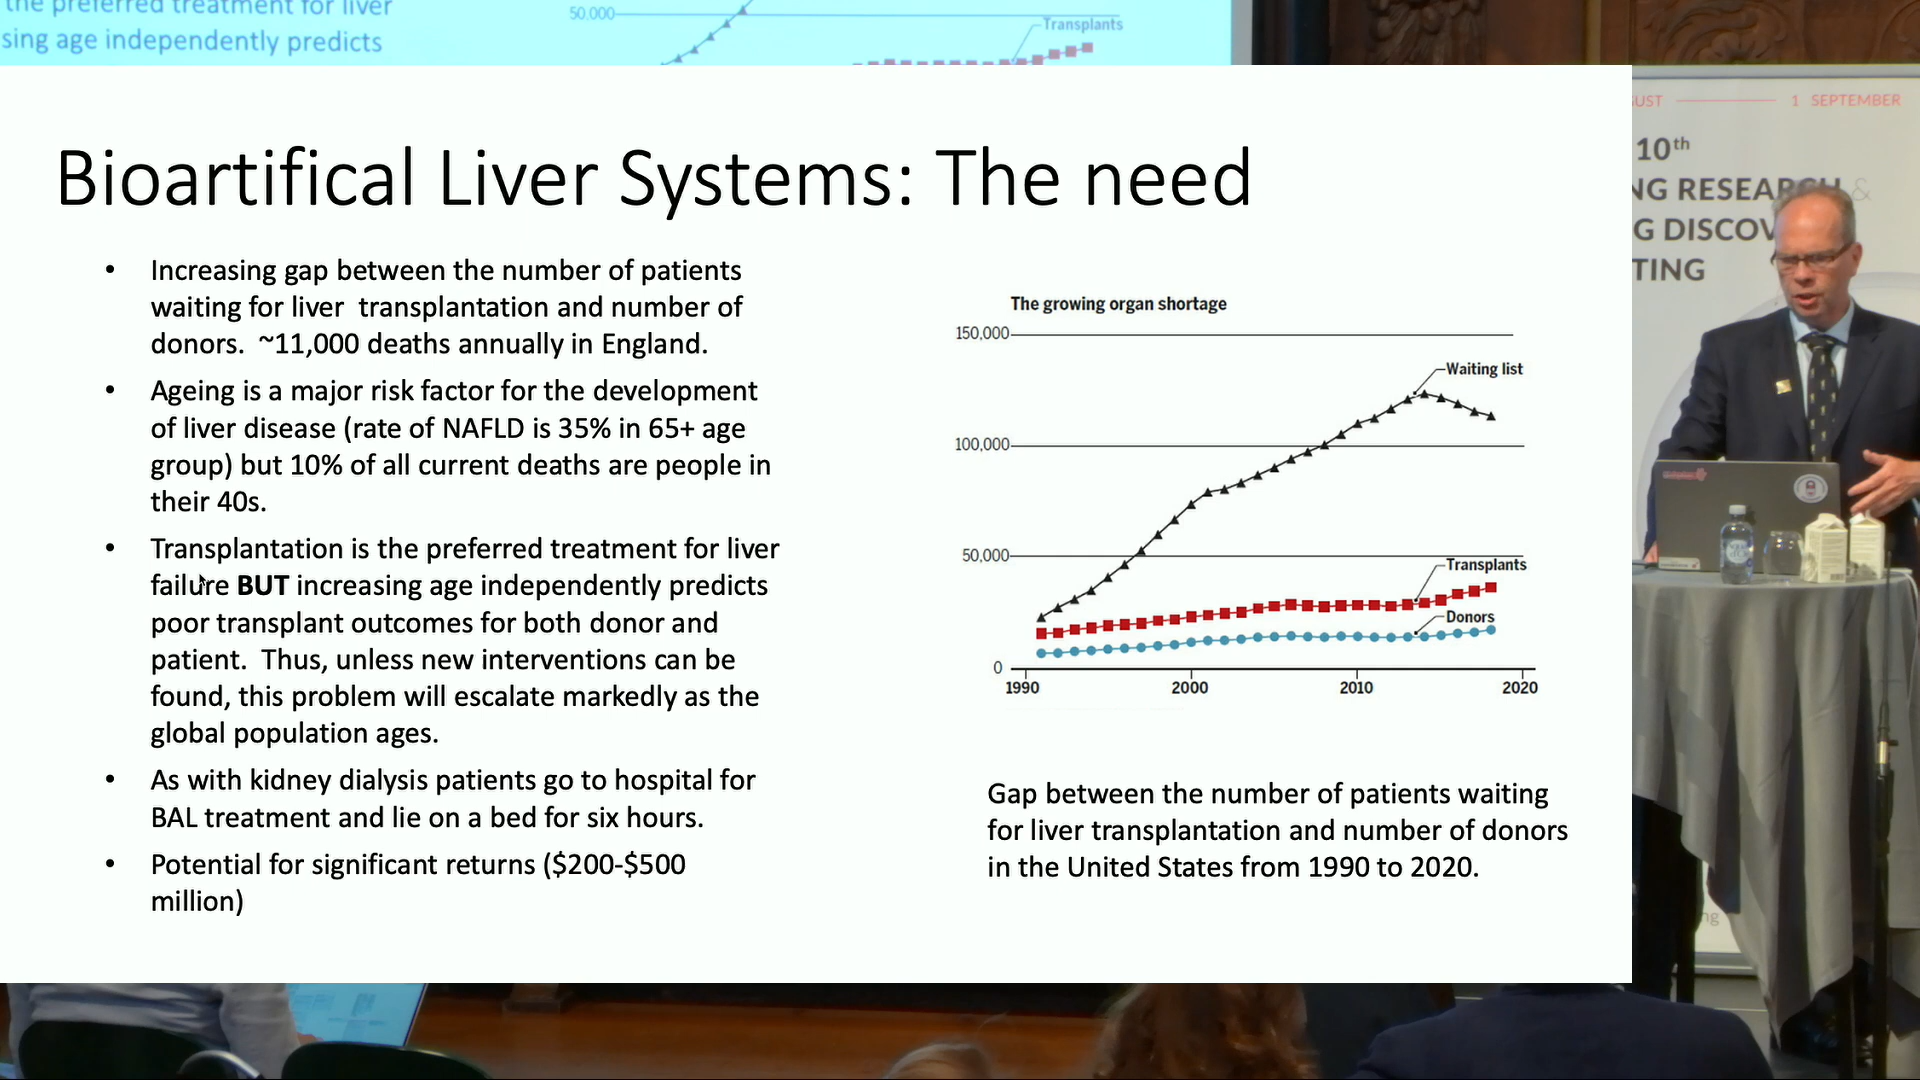 the preferred treatment for liver
sing age independently predicts
50,000
Transplants
Bioartifical Liver Systems: The need
• Increasing gap between the number of patients
waiting for liver transplantation and number of
donors. ~11,000 deaths annually in England.
• Ageing is a major risk factor for the development
of liver disease (rate of NAFLD is 35% in 65+ age
group) but 10% of all current deaths are people in
their 40s.
• Transplantation is the preferred treatment for liver
failure BUT increasing age independently predicts
poor transplant outcomes for both donor and
patient. Thus, unless new interventions can be
found, this problem will escalate markedly as the
global population ages.
• As with kidney dialysis patients go to hospital for
BAL treatment and lie on a bed for six hours.
• Potential for significant returns ($200-$500
million)
The growing organ shortage
150,000
Waiting list
100,000
50,000
Transplants
Donors
0
1990 2000 2010 2020
Gap between the number of patients waiting
for liver transplantation and number of donors
in the United States from 1990 to 2020.
UST 1 SEPTEMBER
10th
NG RESEARCH &
G DISCOV
TING
ng